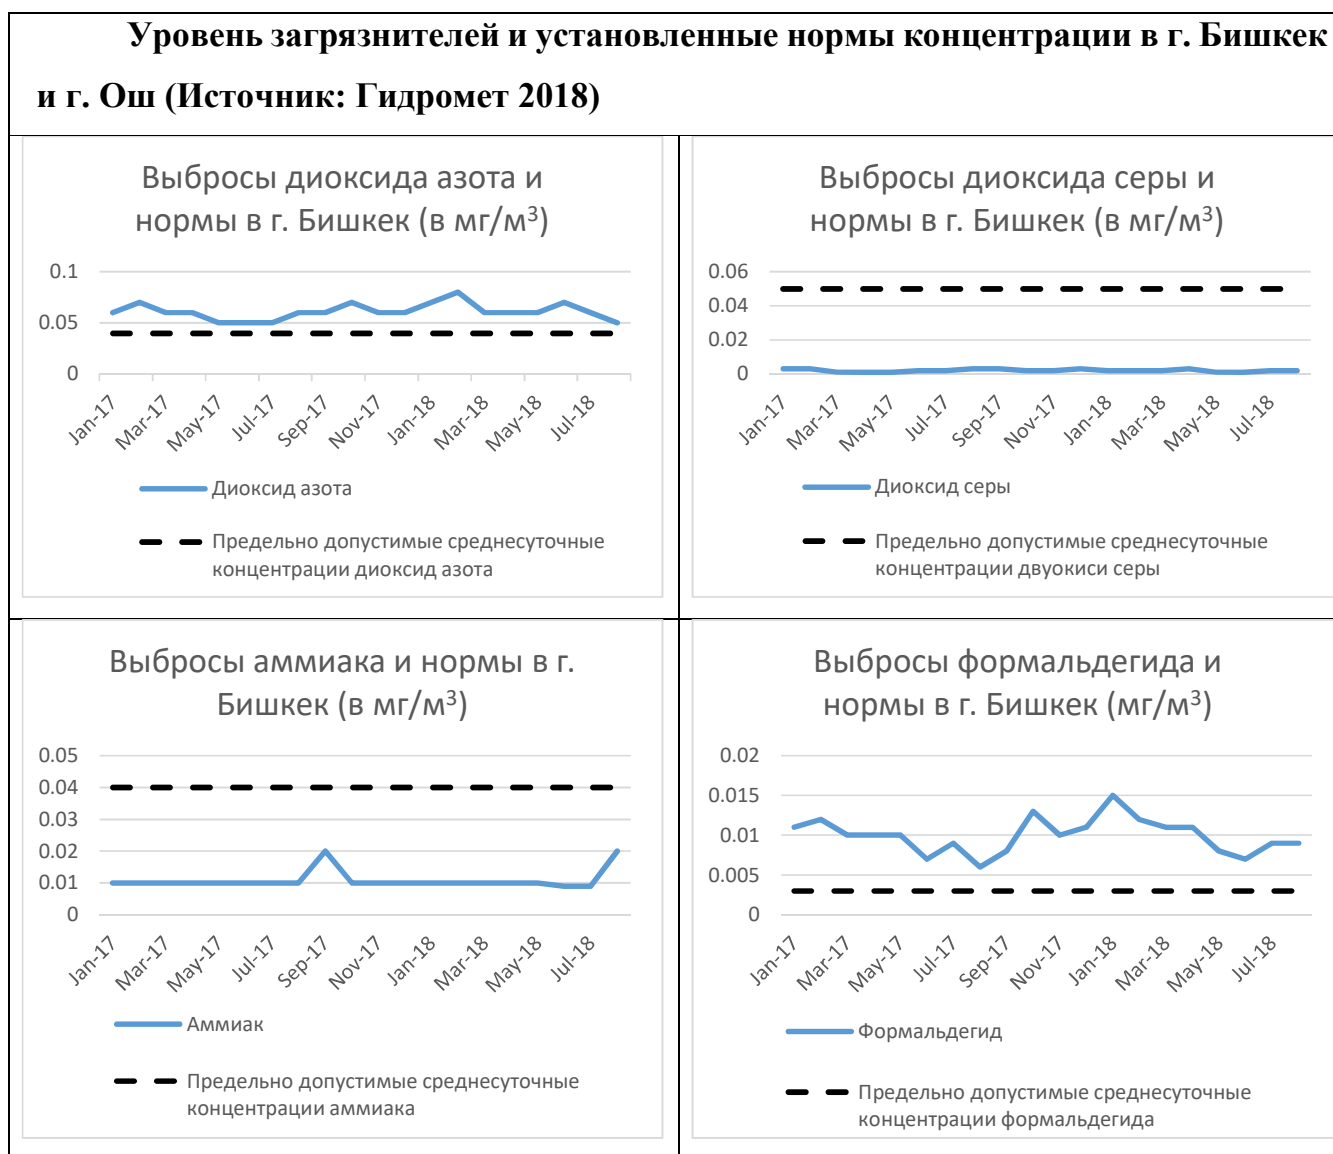 Уровень загрязнителей и установленные нормы концентрации в г. Бишкек
и г. Ош (Источник: Гидромет 2018)
Выбросы диоксида азота и
нормы в г. Бишкек (в мг/м³)
0.1
0.05
0
Jan-17
Mar-17
May-17
Jul-17
Sep-17
Nov-17
Jan-18
Mar-18
May-18
Jul-18
Диоксид азота
Предельно допустимые среднесуточные
концентрации диоксид азота
Выбросы диоксида серы и
нормы в г. Бишкек (в мг/м³)
0.06
0.04
0.02
0
Jan-17
Mar-17
May-17
Jul-17
Sep-17
Nov-17
Jan-18
Mar-18
May-18
Jul-18
Диоксид серы
Предельно допустимые среднесуточные
концентрации двуокиси серы
Выбросы аммиака и нормы в г.
Бишкек (в мг/м³)
0.05
0.04
0.03
0.02
0.01
0
Jan-17
Mar-17
May-17
Jul-17
Sep-17
Nov-17
Jan-18
Mar-18
May-18
Jul-18
Аммиак
Предельно допустимые среднесуточные
концентрации аммиака
Выбросы формальдегида и
нормы в г. Бишкек (мг/м³)
0.02
0.015
0.01
0.005
0
Jan-17
Mar-17
May-17
Jul-17
Sep-17
Nov-17
Jan-18
Mar-18
May-18
Jul-18
Формальдегид
Предельно допустимые среднесуточные
концентрации формальдегида